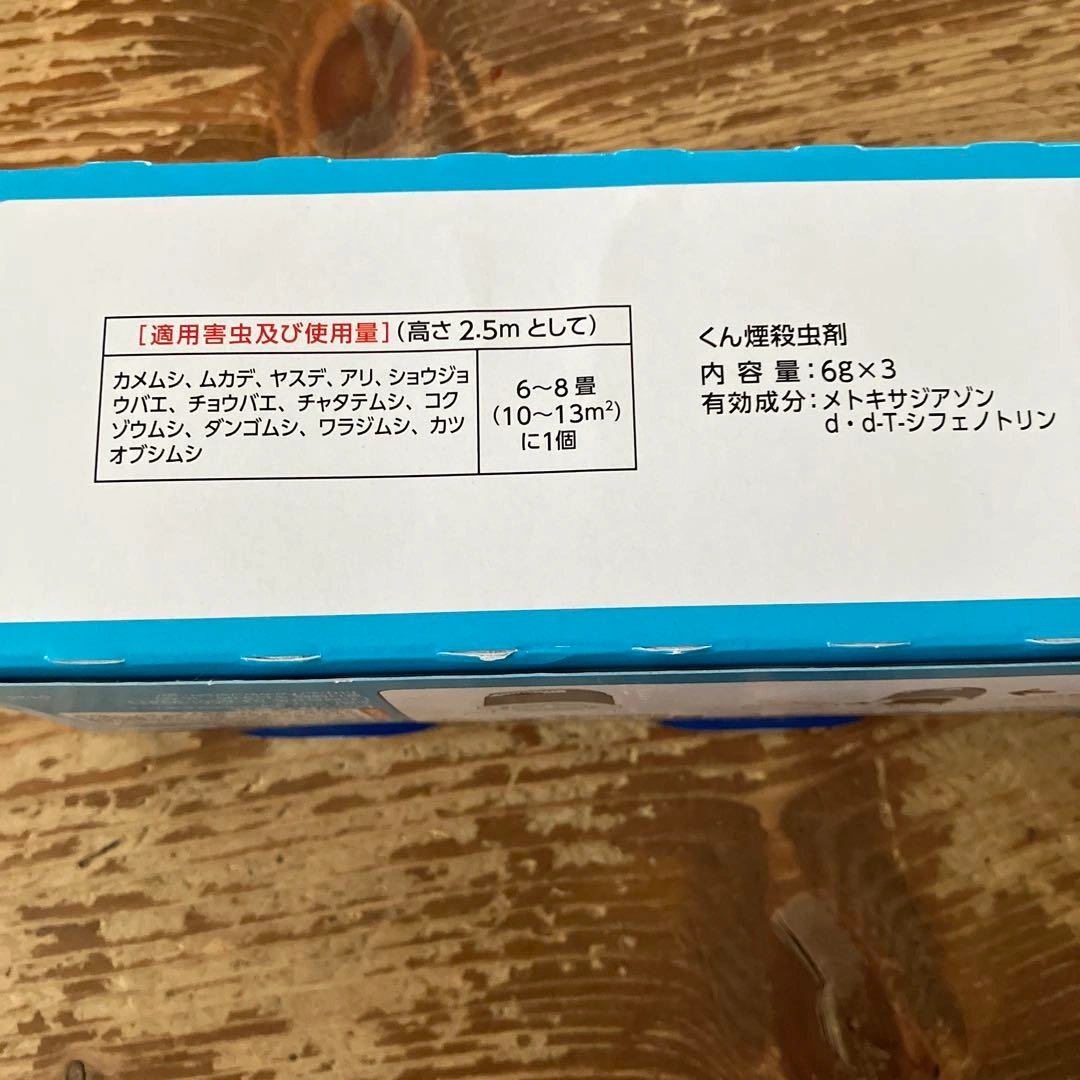 [適用害虫及び使用量](高さ 2.5m として)
カメムシ、ムカデ、ヤスデ、アリ、ショウジョ
ウバエ、チョウバエ、チャタテムシ、コク
ゾウムシ、ダンゴムシ、ワラジムシ、カツ
オブシムシ
6〜8 畳
(10〜13m²)
に1個
くん煙殺虫剤
内 容 量:6g×3
有効成分:メトキサジアゾン
d・d-T-シフェノトリン